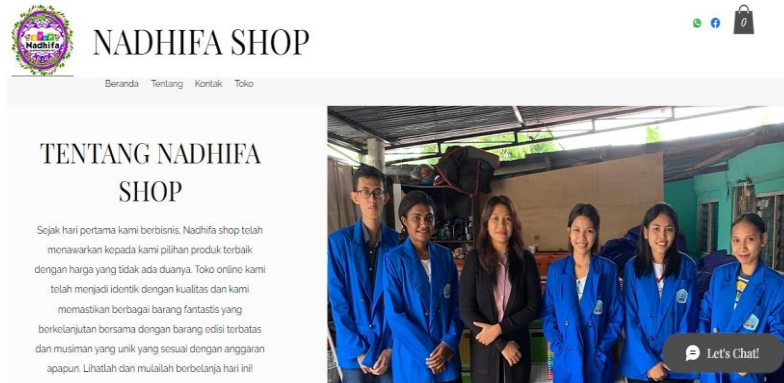 Nadhifa
NADHIFA SHOP
0
Beranda Tentang Kontak Toko
TENTANG NADHIFA
SHOP
Sejak hari pertama kami berbisnis, Nadhifa shop telah
menawarkan kepada kami pilihan produk terbaik
dengan harga yang tidak ada duanya. Toko online kami
telah menjadi identik dengan kualitas dan kami
memastikan berbagai barang fantastis yang
berkelanjutan bersama dengan barang edisi terbatas
dan musiman yang unik yang sesuai dengan anggaran
apapun. Lihatlah dan mulailah berbelanja hari ini!
Let's Chat!